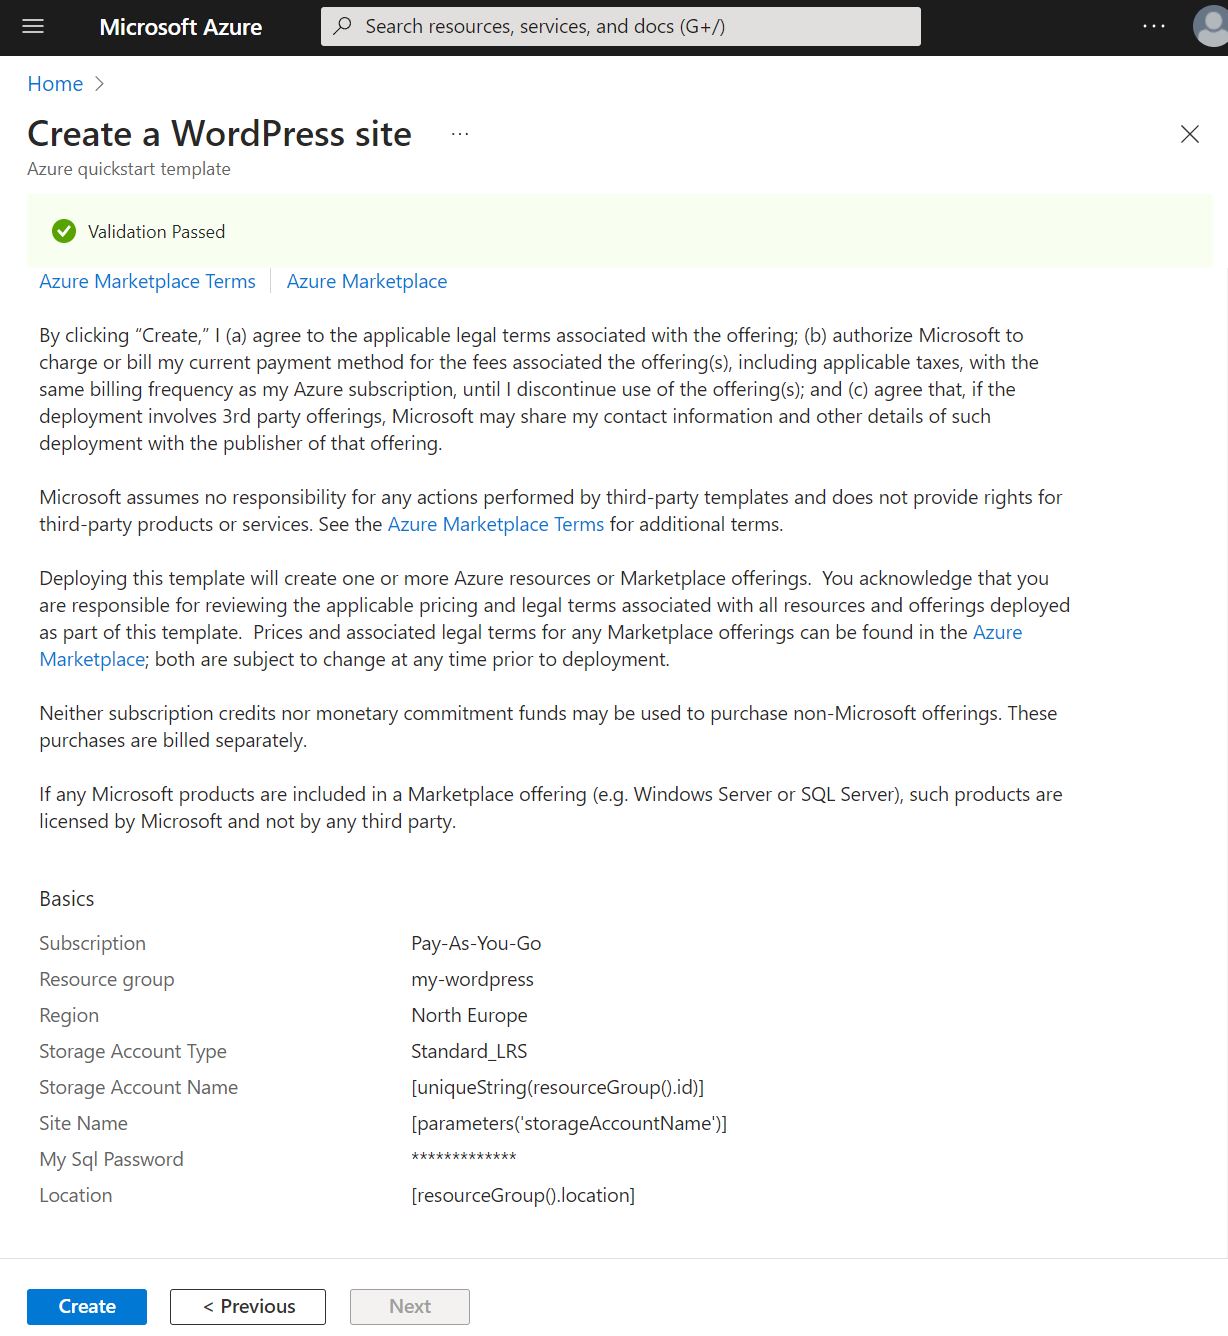 Microsoft Azure
Search resources, services, and docs (G+/)
···
Home >
Create a WordPress site ···
Azure quickstart template
Validation Passed
Azure Marketplace Terms | Azure Marketplace
By clicking “Create,” I (a) agree to the applicable legal terms associated with the offering; (b) authorize Microsoft to
charge or bill my current payment method for the fees associated the offering(s), including applicable taxes, with the
same billing frequency as my Azure subscription, until I discontinue use of the offering(s); and (c) agree that, if the
deployment involves 3rd party offerings, Microsoft may share my contact information and other details of such
deployment with the publisher of that offering.
Microsoft assumes no responsibility for any actions performed by third-party templates and does not provide rights for
third-party products or services. See the Azure Marketplace Terms for additional terms.
Deploying this template will create one or more Azure resources or Marketplace offerings.  You acknowledge that you
are responsible for reviewing the applicable pricing and legal terms associated with all resources and offerings deployed
as part of this template.  Prices and associated legal terms for any Marketplace offerings can be found in the Azure
Marketplace; both are subject to change at any time prior to deployment.
Neither subscription credits nor monetary commitment funds may be used to purchase non-Microsoft offerings. These
purchases are billed separately.
If any Microsoft products are included in a Marketplace offering (e.g. Windows Server or SQL Server), such products are
licensed by Microsoft and not by any third party.
Basics
Subscription Pay-As-You-Go
Resource group my-wordpress
Region North Europe
Storage Account Type Standard_LRS
Storage Account Name [uniqueString(resourceGroup().id)]
Site Name [parameters('storageAccountName')]
My Sql Password *************
Location [resourceGroup().location]
Create < Previous Next